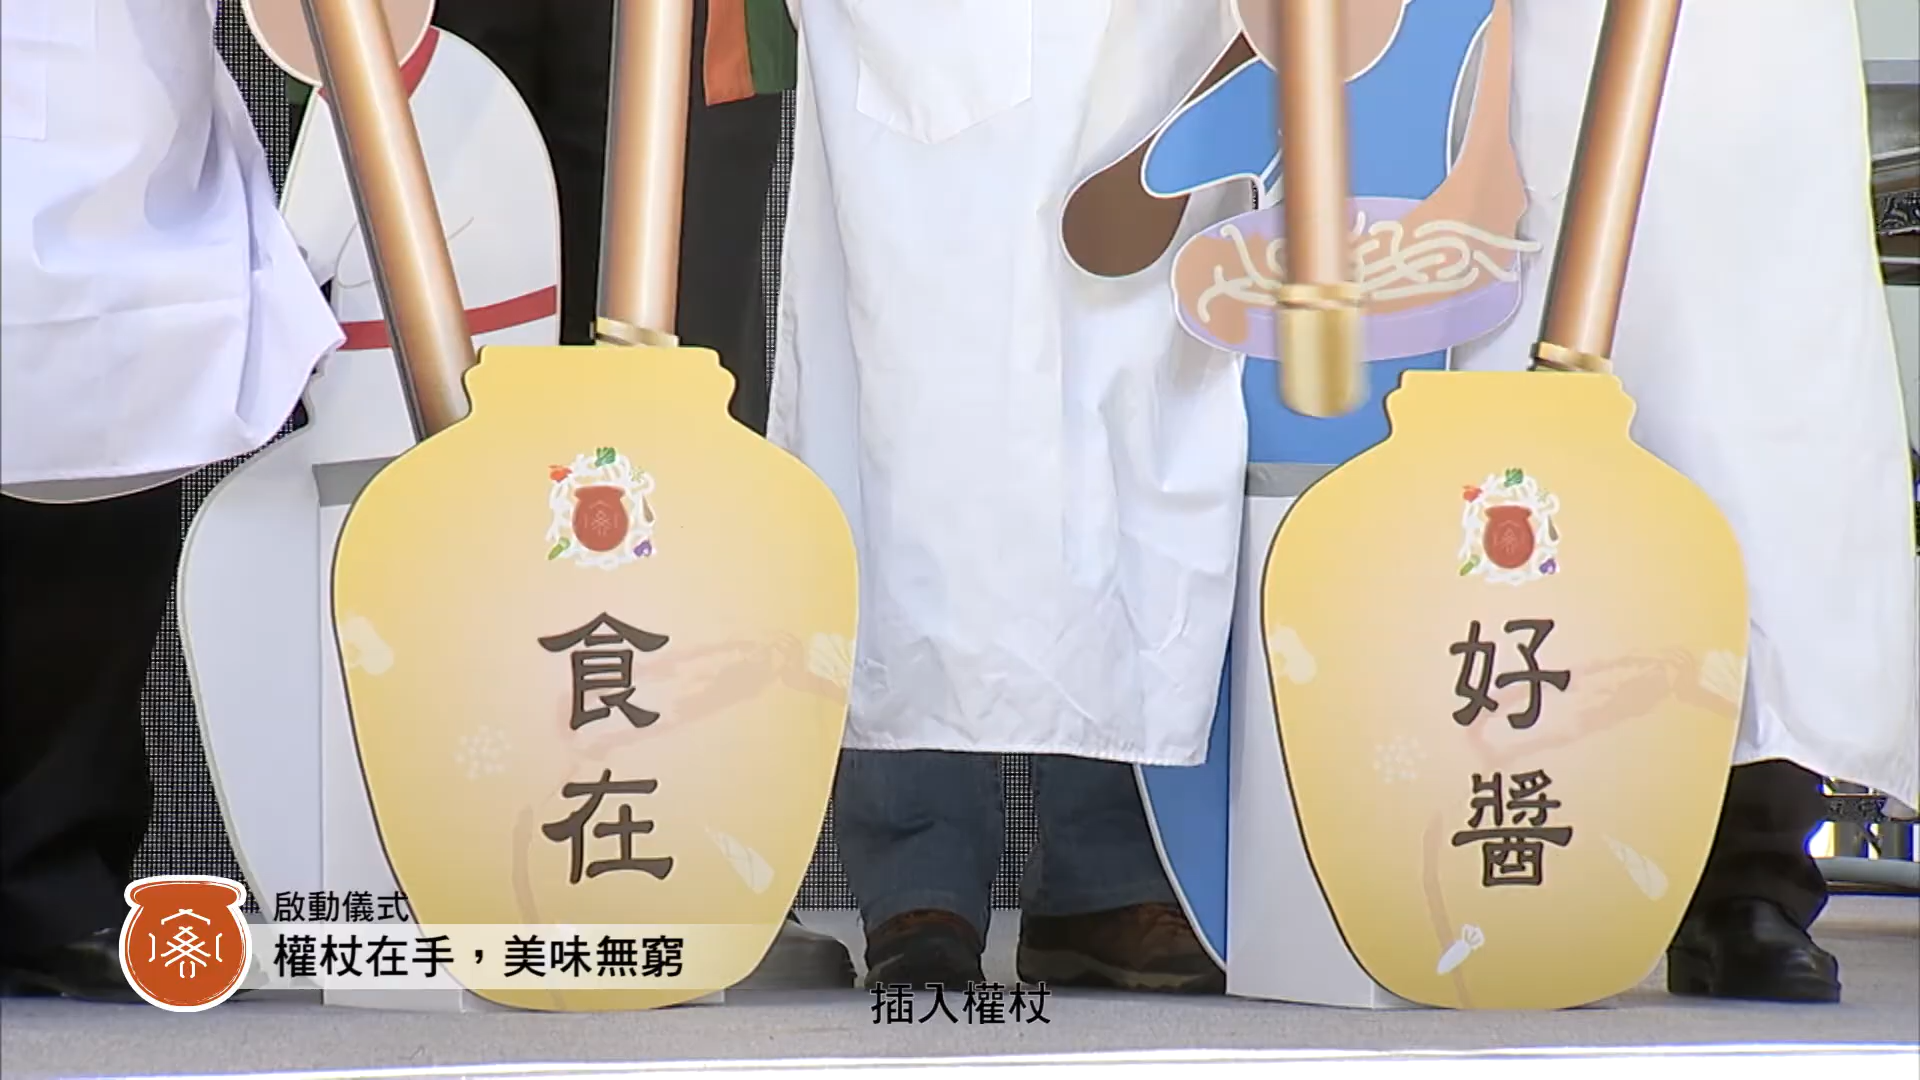 食在
好醬
啟動儀式
權杖在手，美味無窮
插入權杖